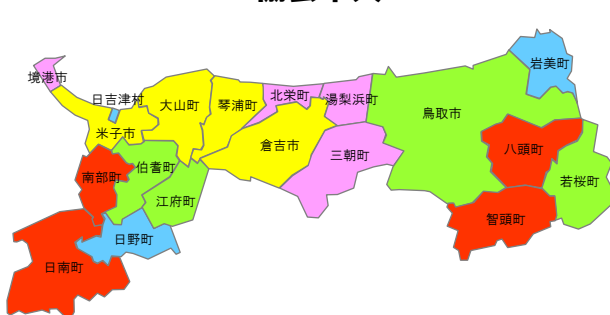 岩美町
境港市
日吉津村
大山町
琴浦町
北栄町
湯梨浜町
鳥取市
米子市
倉吉市
三朝町
八頭町
南部町
伯耆町
若桜町
江府町
智頭町
日野町
日南町